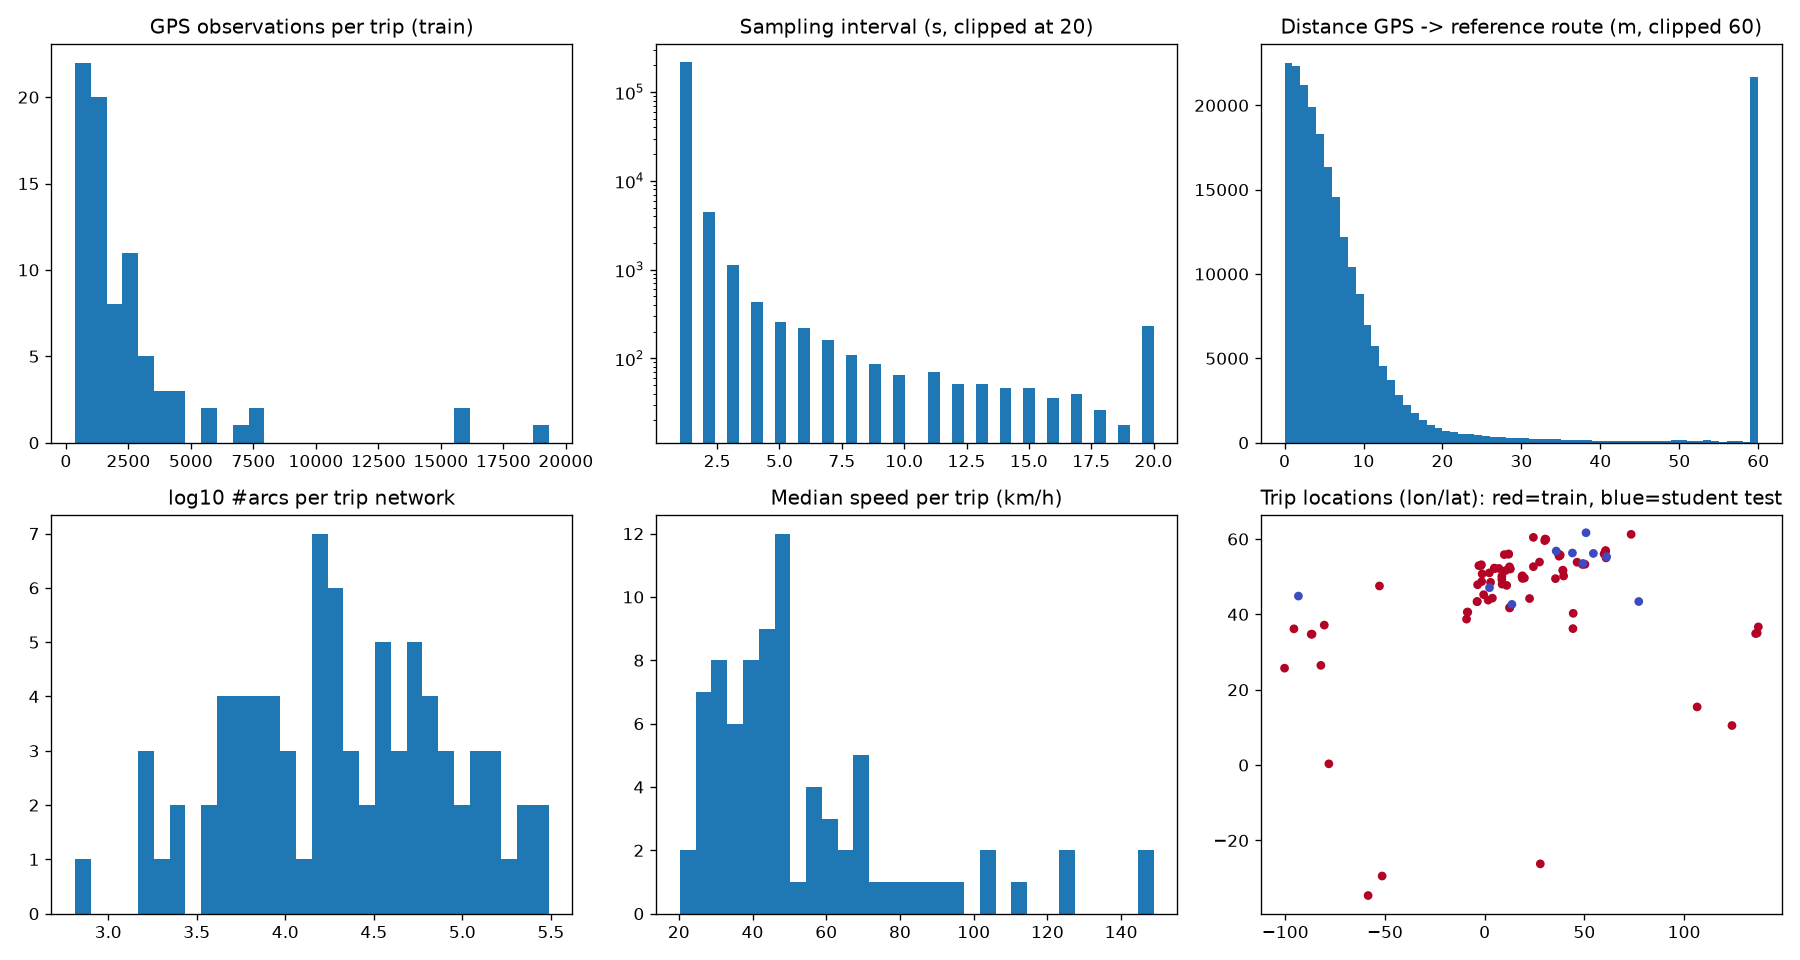 GPS observations per trip (train)
20
15
10
5
0
0 2500 5000 7500 10000 12500 15000 17500 20000
Sampling interval (s, clipped at 20)
10^5
10^4
10^3
10^2
2.5 5.0 7.5 10.0 12.5 15.0 17.5 20.0
Distance GPS -> reference route (m, clipped 60)
20000
15000
10000
5000
0
0 10 20 30 40 50 60
log10 #arcs per trip network
7
6
5
4
3
2
1
0
3.0 3.5 4.0 4.5 5.0 5.5
Median speed per trip (km/h)
12
10
8
6
4
2
0
20 40 60 80 100 120 140
Trip locations (lon/lat): red=train, blue=student test
60
40
20
0
−20
−100 −50 0 50 100